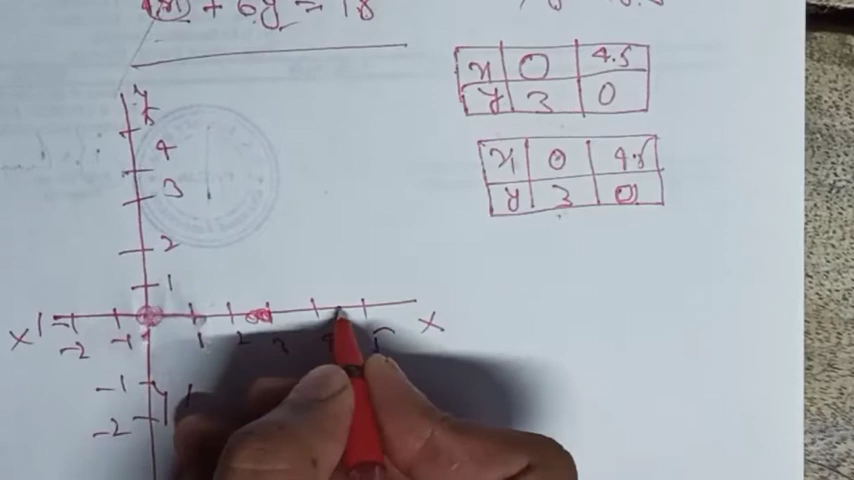 + 6y = 18
x 0 4.5
y 3 0
x 0 4.5
y 3 0
y
4
3
2
1
X' -2 -1 1 2 3 5 X
-1
-2